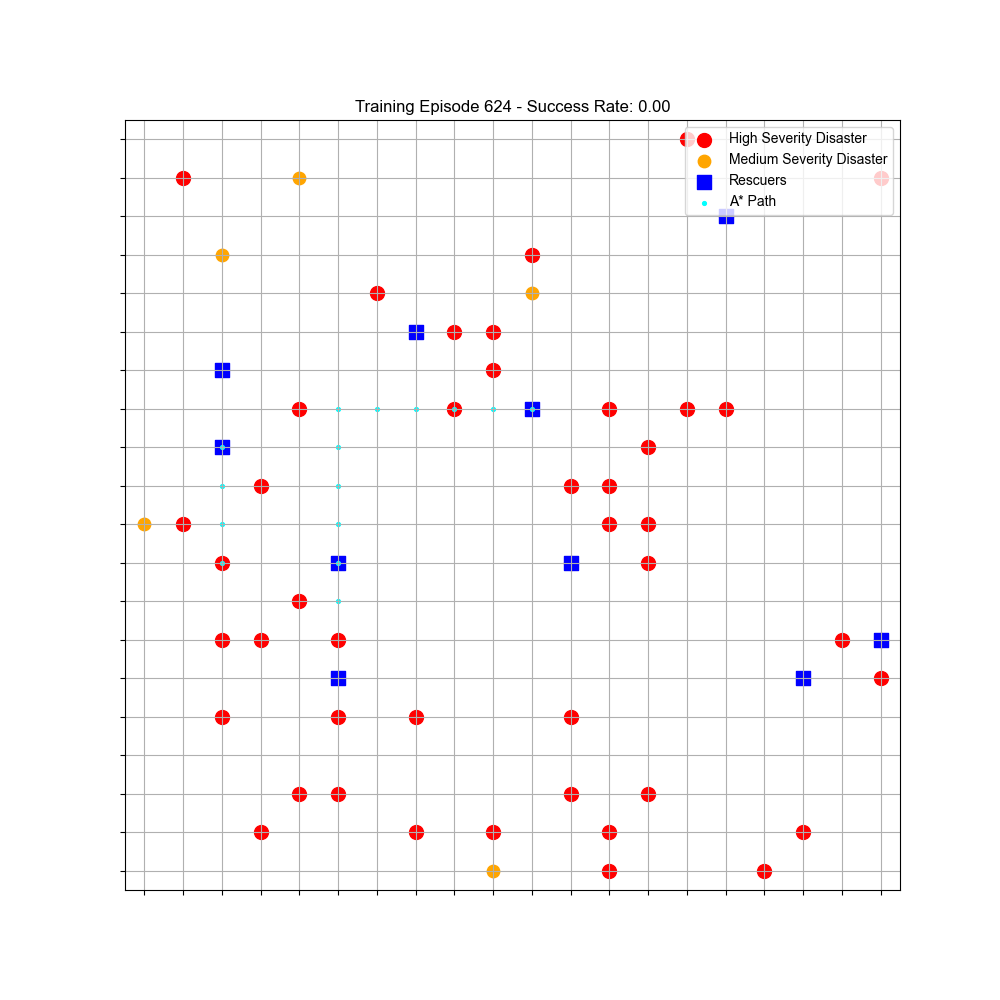 Training Episode 624 - Success Rate: 0.00
High Severity Disaster
Medium Severity Disaster
Rescuers
A* Path